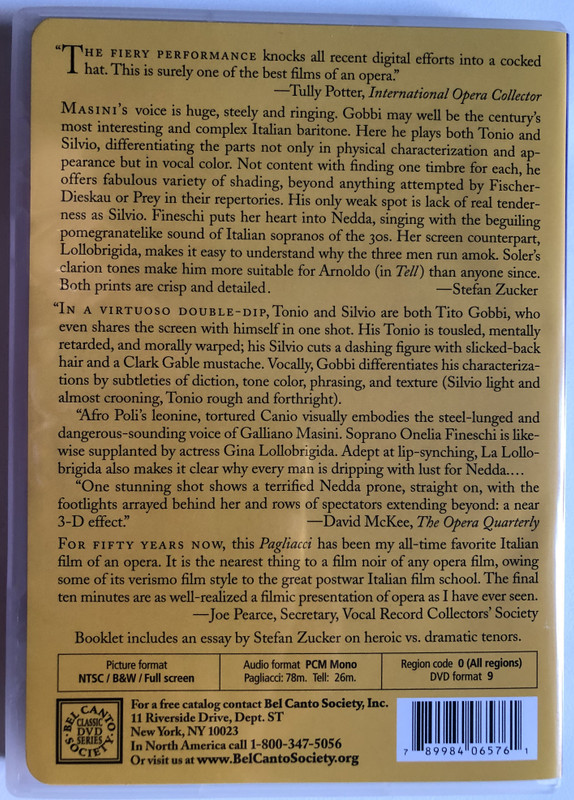 “THE FIERY PERFORMANCE knocks all recent digital efforts into a cocked
hat. This is surely one of the best films of an opera.”
—Tully Potter, International Opera Collector
MASINI’S voice is huge, steely and ringing. Gobbi may well be the century’s
most interesting and complex Italian baritone. Here he plays both Tonio and
Silvio, differentiating the parts not only in physical characterization and ap-
pearance but in vocal color. Not content with finding one timbre for each, he
offers fabulous variety of shading, beyond anything attempted by Fischer-
Dieskau or Prey in their repertories. His only weak spot is lack of real tender-
ness as Silvio. Fineschi puts her heart into Nedda, singing with the beguiling
pomegranatelike sound of Italian sopranos of the 30s. Her screen counterpart,
Lollobrigida, makes it easy to understand why the three men run amok. Soler’s
clarion tones make him more suitable for Arnoldo (in Tell) than anyone since.
Both prints are crisp and detailed. —Stefan Zucker
“IN A VIRTUOSO DOUBLE-DIP, Tonio and Silvio are both Tito Gobbi, who
even shares the screen with himself in one shot. His Tonio is tousled, mentally
retarded, and morally warped; his Silvio cuts a dashing figure with slicked-back
hair and a Clark Gable mustache. Vocally, Gobbi differentiates his characteriza-
tions by subtleties of diction, tone color, phrasing, and texture (Silvio light and
almost crooning, Tonio rough and forthright).
“Afro Poli’s leonine, tortured Canio visually embodies the steel-lunged and
dangerous-sounding voice of Galliano Masini. Soprano Onelia Fineschi is like-
wise supplanted by actress Gina Lollobrigida. Adept at lip-synching, La Lollo-
brigida also makes it clear why every man is dripping with lust for Nedda....
“One stunning shot shows a terrified Nedda prone, straight on, with the
footlights arrayed behind her and rows of spectators extending beyond: a near
3-D effect.” —David McKee, The Opera Quarterly
FOR FIFTY YEARS NOW, this Pagliacci has been my all-time favorite Italian
film of an opera. It is the nearest thing to a film noir of any opera film, owing
some of its verismo film style to the great postwar Italian film school. The final
ten minutes are as well-realized a filmic presentation of opera as I have ever seen.
—Joe Pearce, Secretary, Vocal Record Collectors’ Society
Booklet includes an essay by Stefan Zucker on heroic vs. dramatic tenors.
Picture format
NTSC / B&W / Full screen
Audio format PCM Mono
Pagliacci: 78m. Tell: 26m.
Region code 0 (All regions)
DVD format 9
BEL CANTO
SOCIETY
CLASSIC
DVD
SERIES
For a free catalog contact Bel Canto Society, Inc.
11 Riverside Drive, Dept. ST
New York, NY 10023
In North America call 1-800-347-5056
Or visit us at www.BelCantoSociety.org
7 89984 06576 1